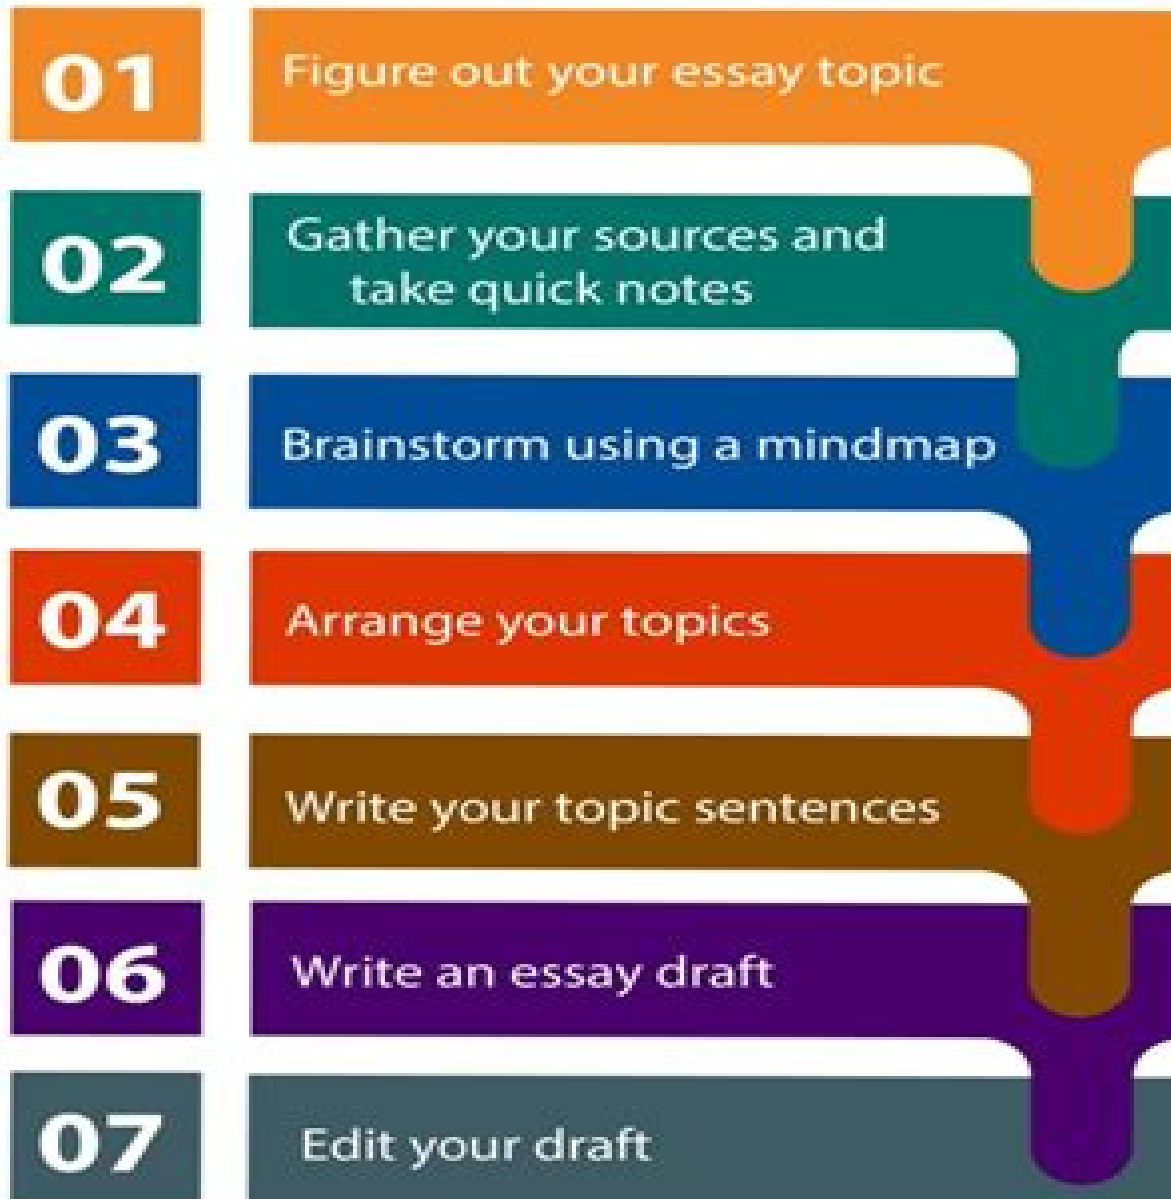 01
Figure out your essay topic
02
Gather your sources and
take quick notes
03
Brainstorm using a mindmap
04
Arrange your topics
05
Write your topic sentences
06
Write an essay draft
07
Edit your draft